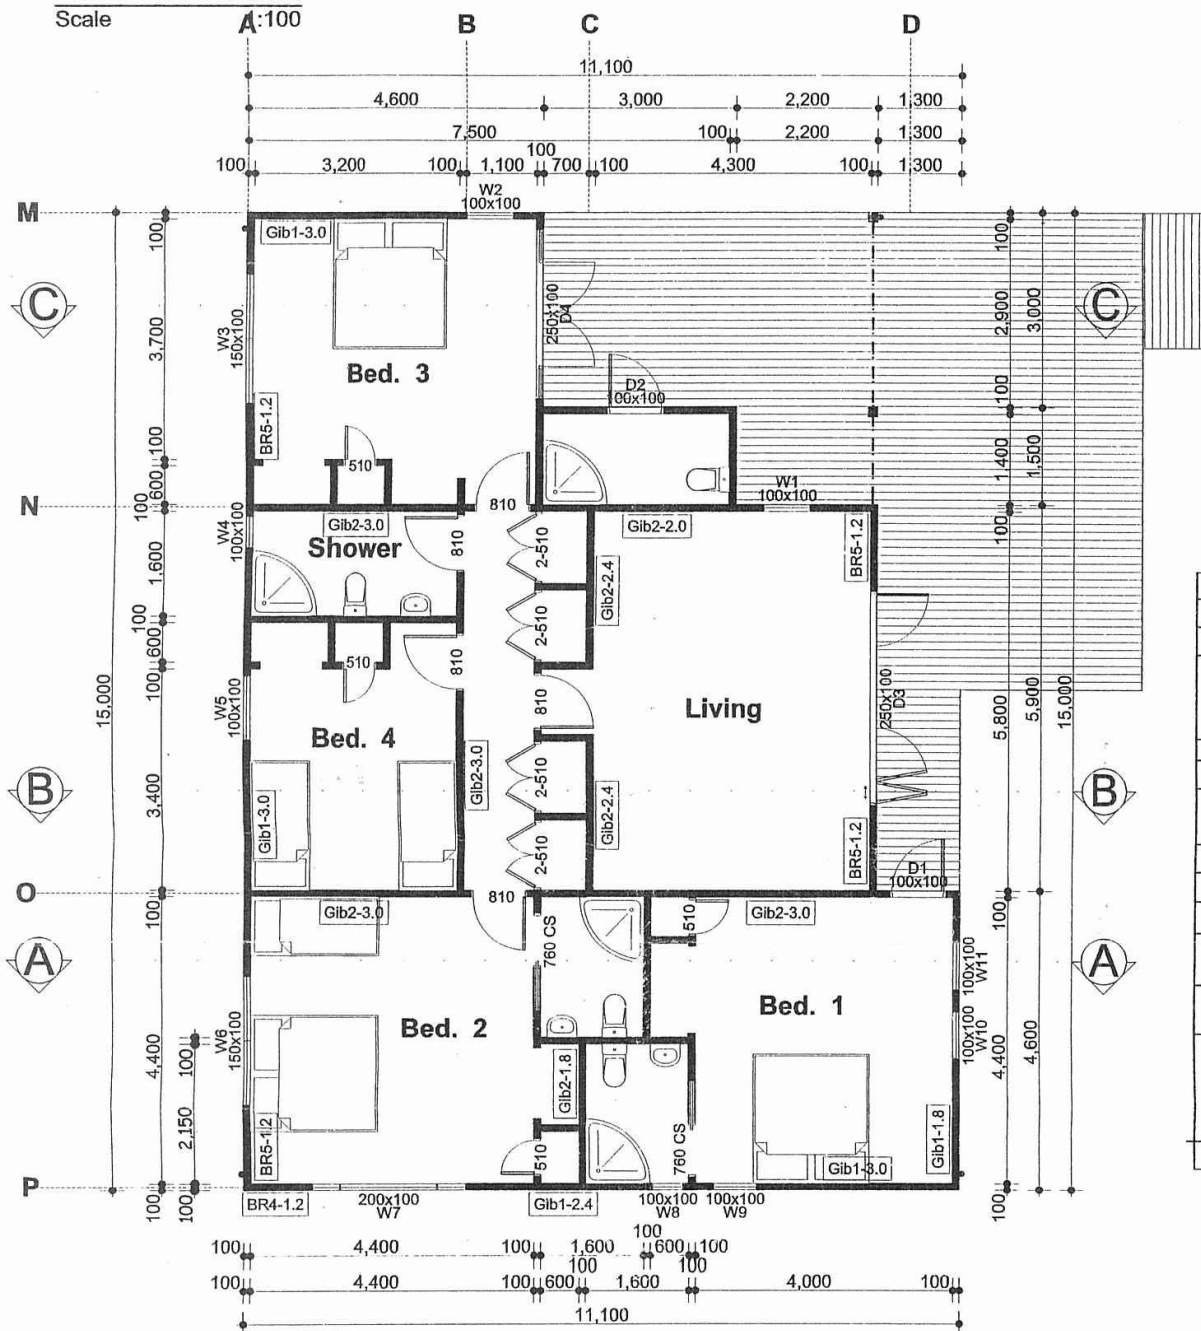 Scale 1:100
A B C D
11,100
4,600 3,000 2,200 1,300
7,500 100 2,200 1,300
100 3,200 100 1,100 100 700 100 4,300 100 1,300
M
W2
100x100
Gib1-3.0
100
100
C
C
3,700
W3
150x100
250x100
D4
2,900
3,000
Bed. 3
D2
100x100
BR5-1.2
100
510
600
100
1,400
1,500
N
810
W1
100x100
100
W4
100x100
Gib2-3.0
Shower
810
2-510
Gib2-2.0
BR5-1.2
100
1,600
Gib2-2.4
100
600
100
510
810
2-510
15,000
W5
100x100
810
Living
250x100
D3
5,800
5,900
15,000
Bed. 4
B
B
3,400
Gib1-3.0
Gib2-3.0
2-510
Gib2-2.4
BR5-1.2
2-510
D1
100x100
O
810
100
Gib2-3.0
510
Gib2-3.0
100
A
A
760 CS
100x100
W11
Bed. 2
Bed. 1
W6
150x100
100x100
W10
4,400
100
4,400
4,600
2,150
Gib2-1.8
BR5-1.2
510
760 CS
Gib1-3.0
Gib1-1.8
P
100
100
BR4-1.2
200x100
W7
Gib1-2.4
100x100
W8
100x100
W9
100
100 4,400 100 1,600 100 600 100
100 4,400 100 600 100 1,600 100 4,000 100
11,100